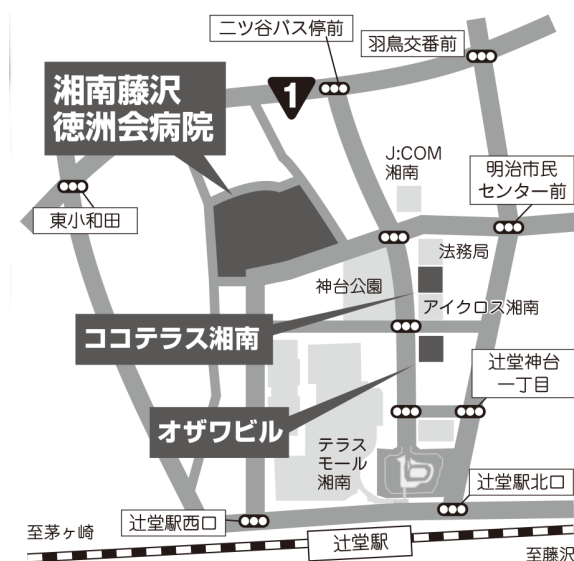 二ツ谷バス停前
羽鳥交番前
湘南藤沢
徳洲会病院
1
J:COM
湘南
明治市民
センター前
東小和田
法務局
神台公園
アイクロス湘南
ココテラス湘南
辻堂神台
一丁目
オザワビル
テラス
モール
湘南
辻堂駅北口
辻堂駅西口
至茅ヶ崎
辻堂駅
至藤沢